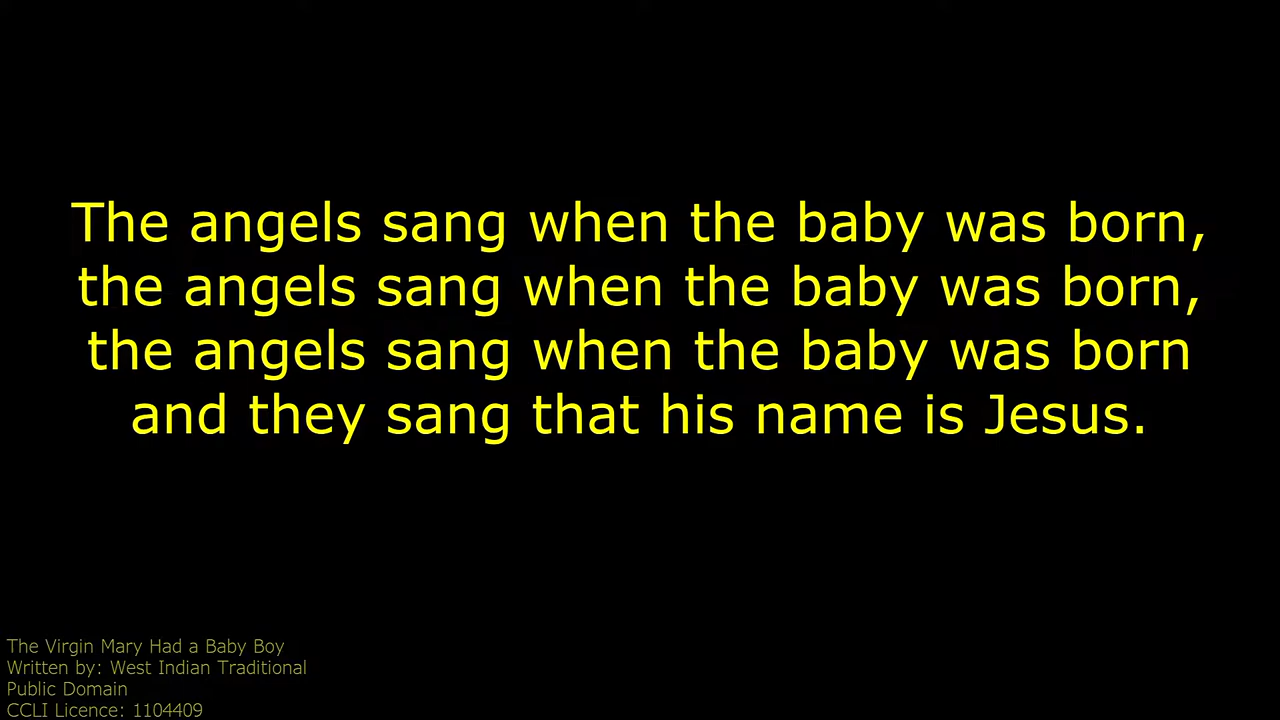 The angels sang when the baby was born,
the angels sang when the baby was born,
the angels sang when the baby was born
and they sang that his name is Jesus.
The Virgin Mary Had a Baby Boy
Written by: West Indian Traditional
Public Domain
CCLI Licence: 1104409